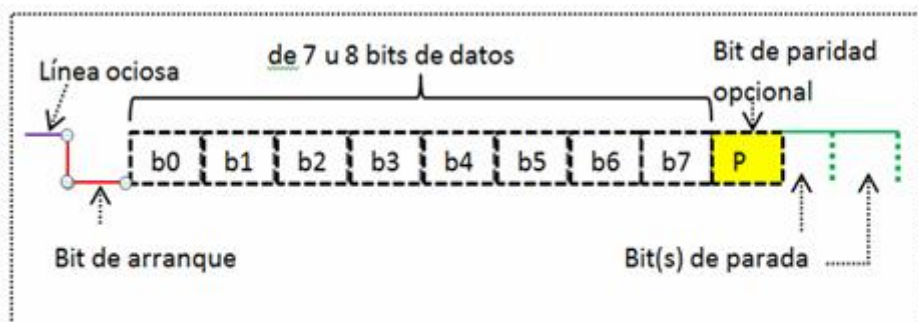 Línea ociosa
de 7 u 8 bits de datos
Bit de paridad
opcional
b0 b1 b2 b3 b4 b5 b6 b7 P
Bit de arranque
Bit(s) de parada